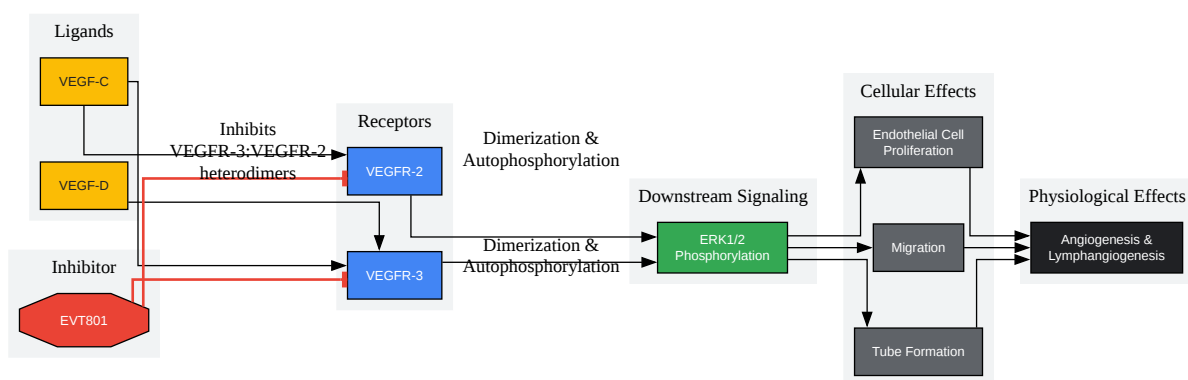 Ligands
VEGF-C
VEGF-D
Inhibitor
EVT801
Inhibits
VEGFR-3:VEGFR-2
heterodimers
Receptors
VEGFR-2
VEGFR-3
Dimerization &
Autophosphorylation
Dimerization &
Autophosphorylation
Downstream Signaling
ERK1/2
Phosphorylation
Cellular Effects
Endothelial Cell
Proliferation
Migration
Tube Formation
Physiological Effects
Angiogenesis &
Lymphangiogenesis